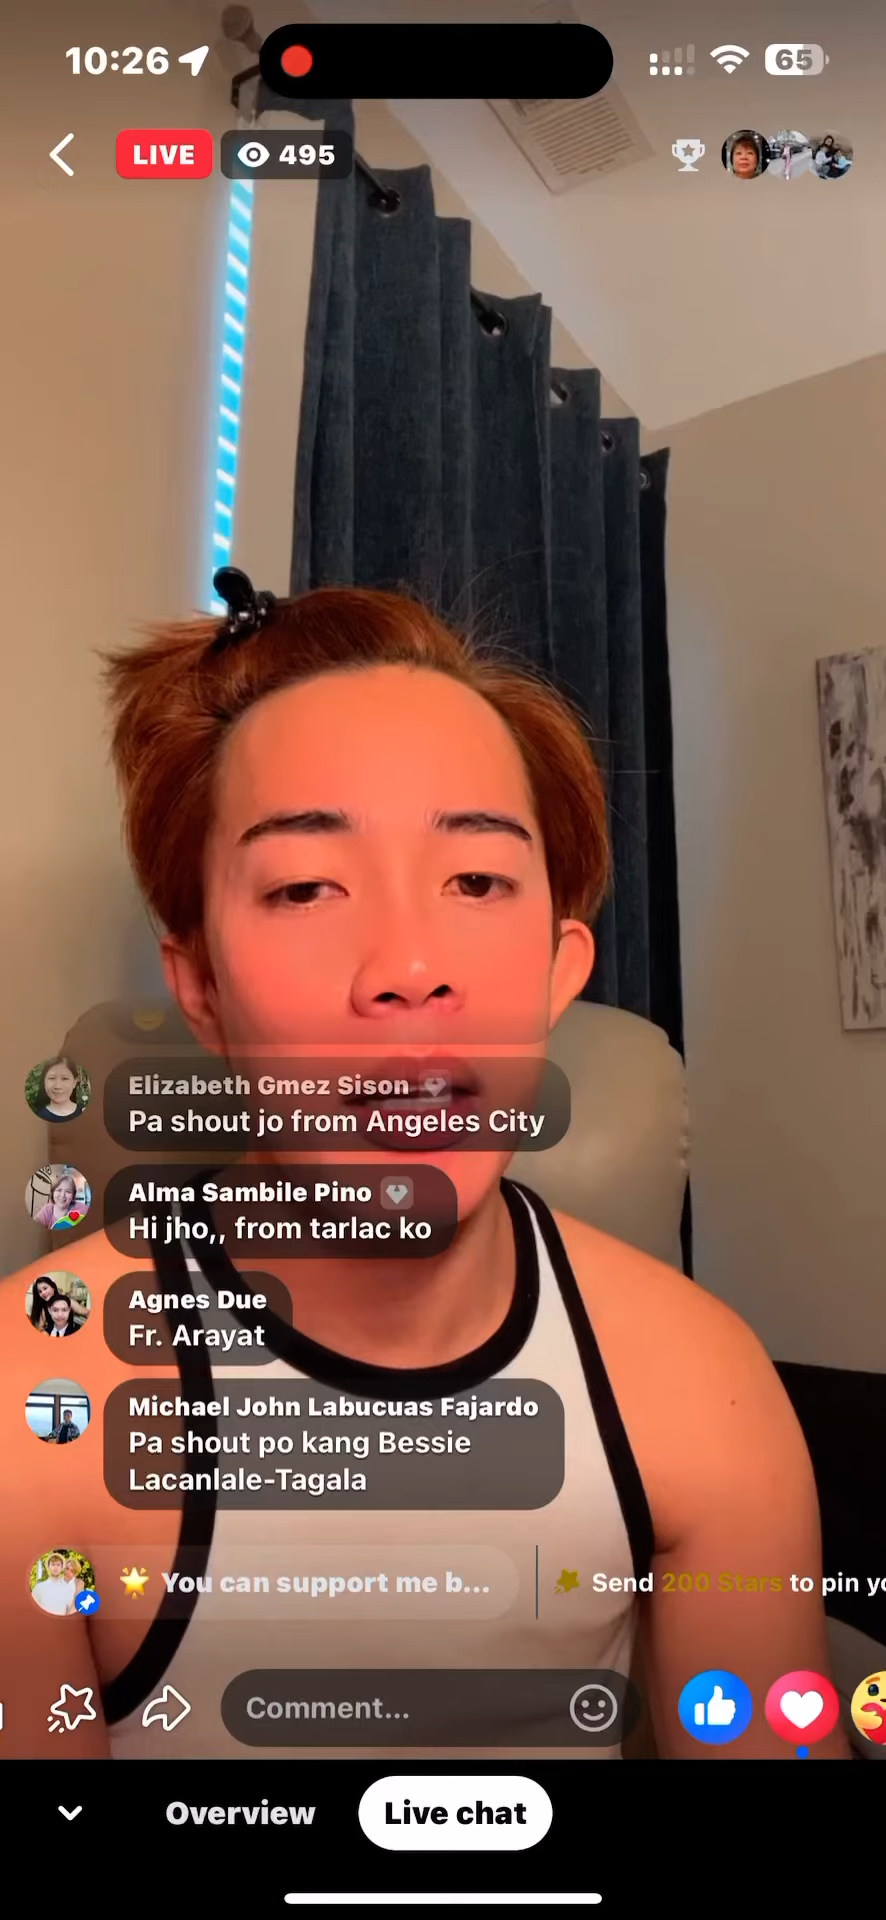 10:26
65
LIVE
495
Elizabeth Gmez Sison
Pa shout jo from Angeles City
Alma Sambile Pino
Hi jho,, from tarlac ko
Agnes Due
Fr. Arayat
Michael John Labucuas Fajardo
Pa shout po kang Bessie
Lacanlale-Tagala
You can support me b...
Send 200 Stars to pin yo
Comment...
Overview
Live chat